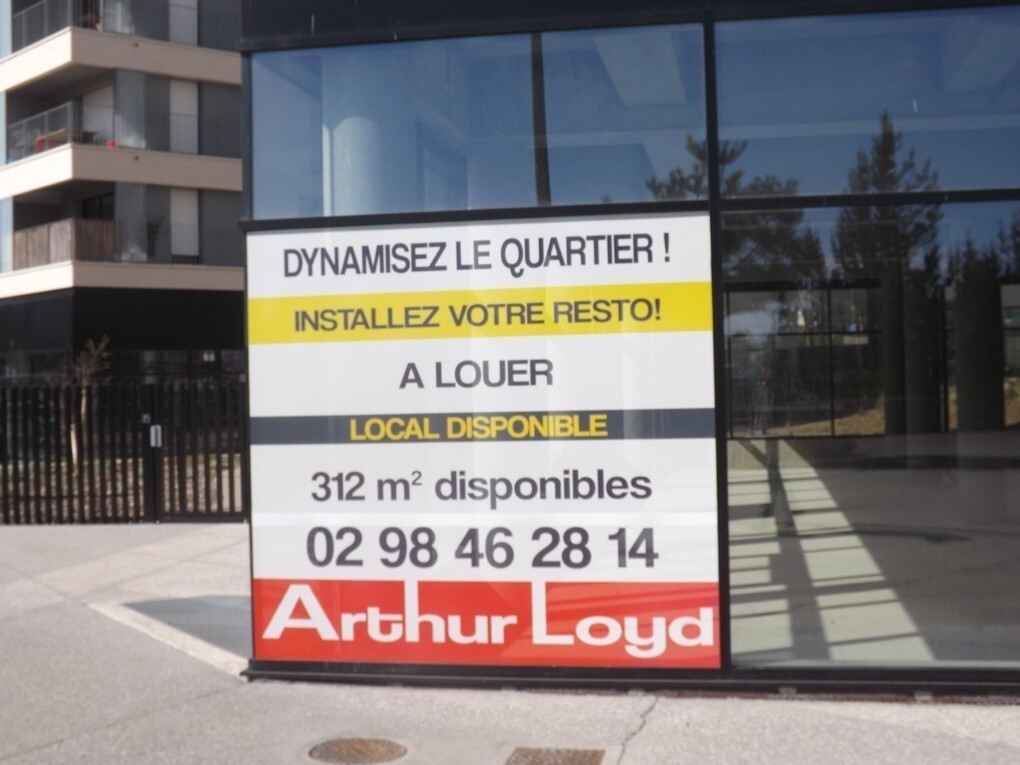 DYNAMISEZ LE QUARTIER !
INSTALLEZ VOTRE RESTO!
A LOUER
LOCAL DISPONIBLE
312 m² disponibles
02 98 46 28 14
Arthur Loyd